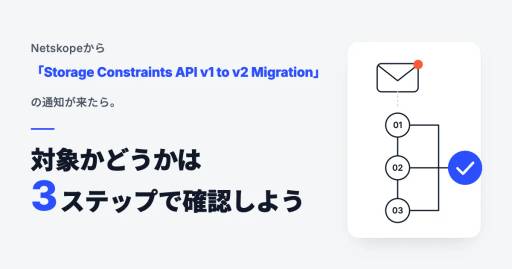 Netskopeから
「Storage Constraints API v1 to v2 Migration」
の通知が来たら。
対象かどうかは
3ステップで確認しよう
01
02
03